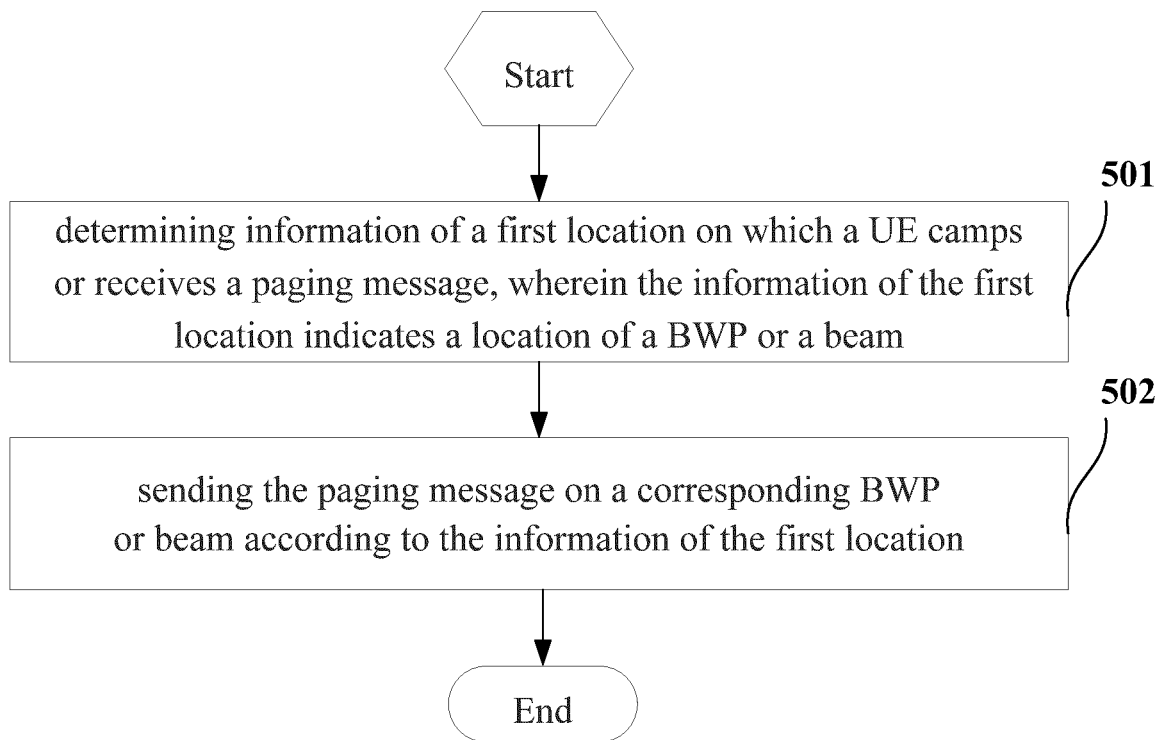 Start
501
determining information of a first location on which a UE camps
or receives a paging message, wherein the information of the first
location indicates a location of a BWP or a beam
502
sending the paging message on a corresponding BWP
or beam according to the information of the first location
End